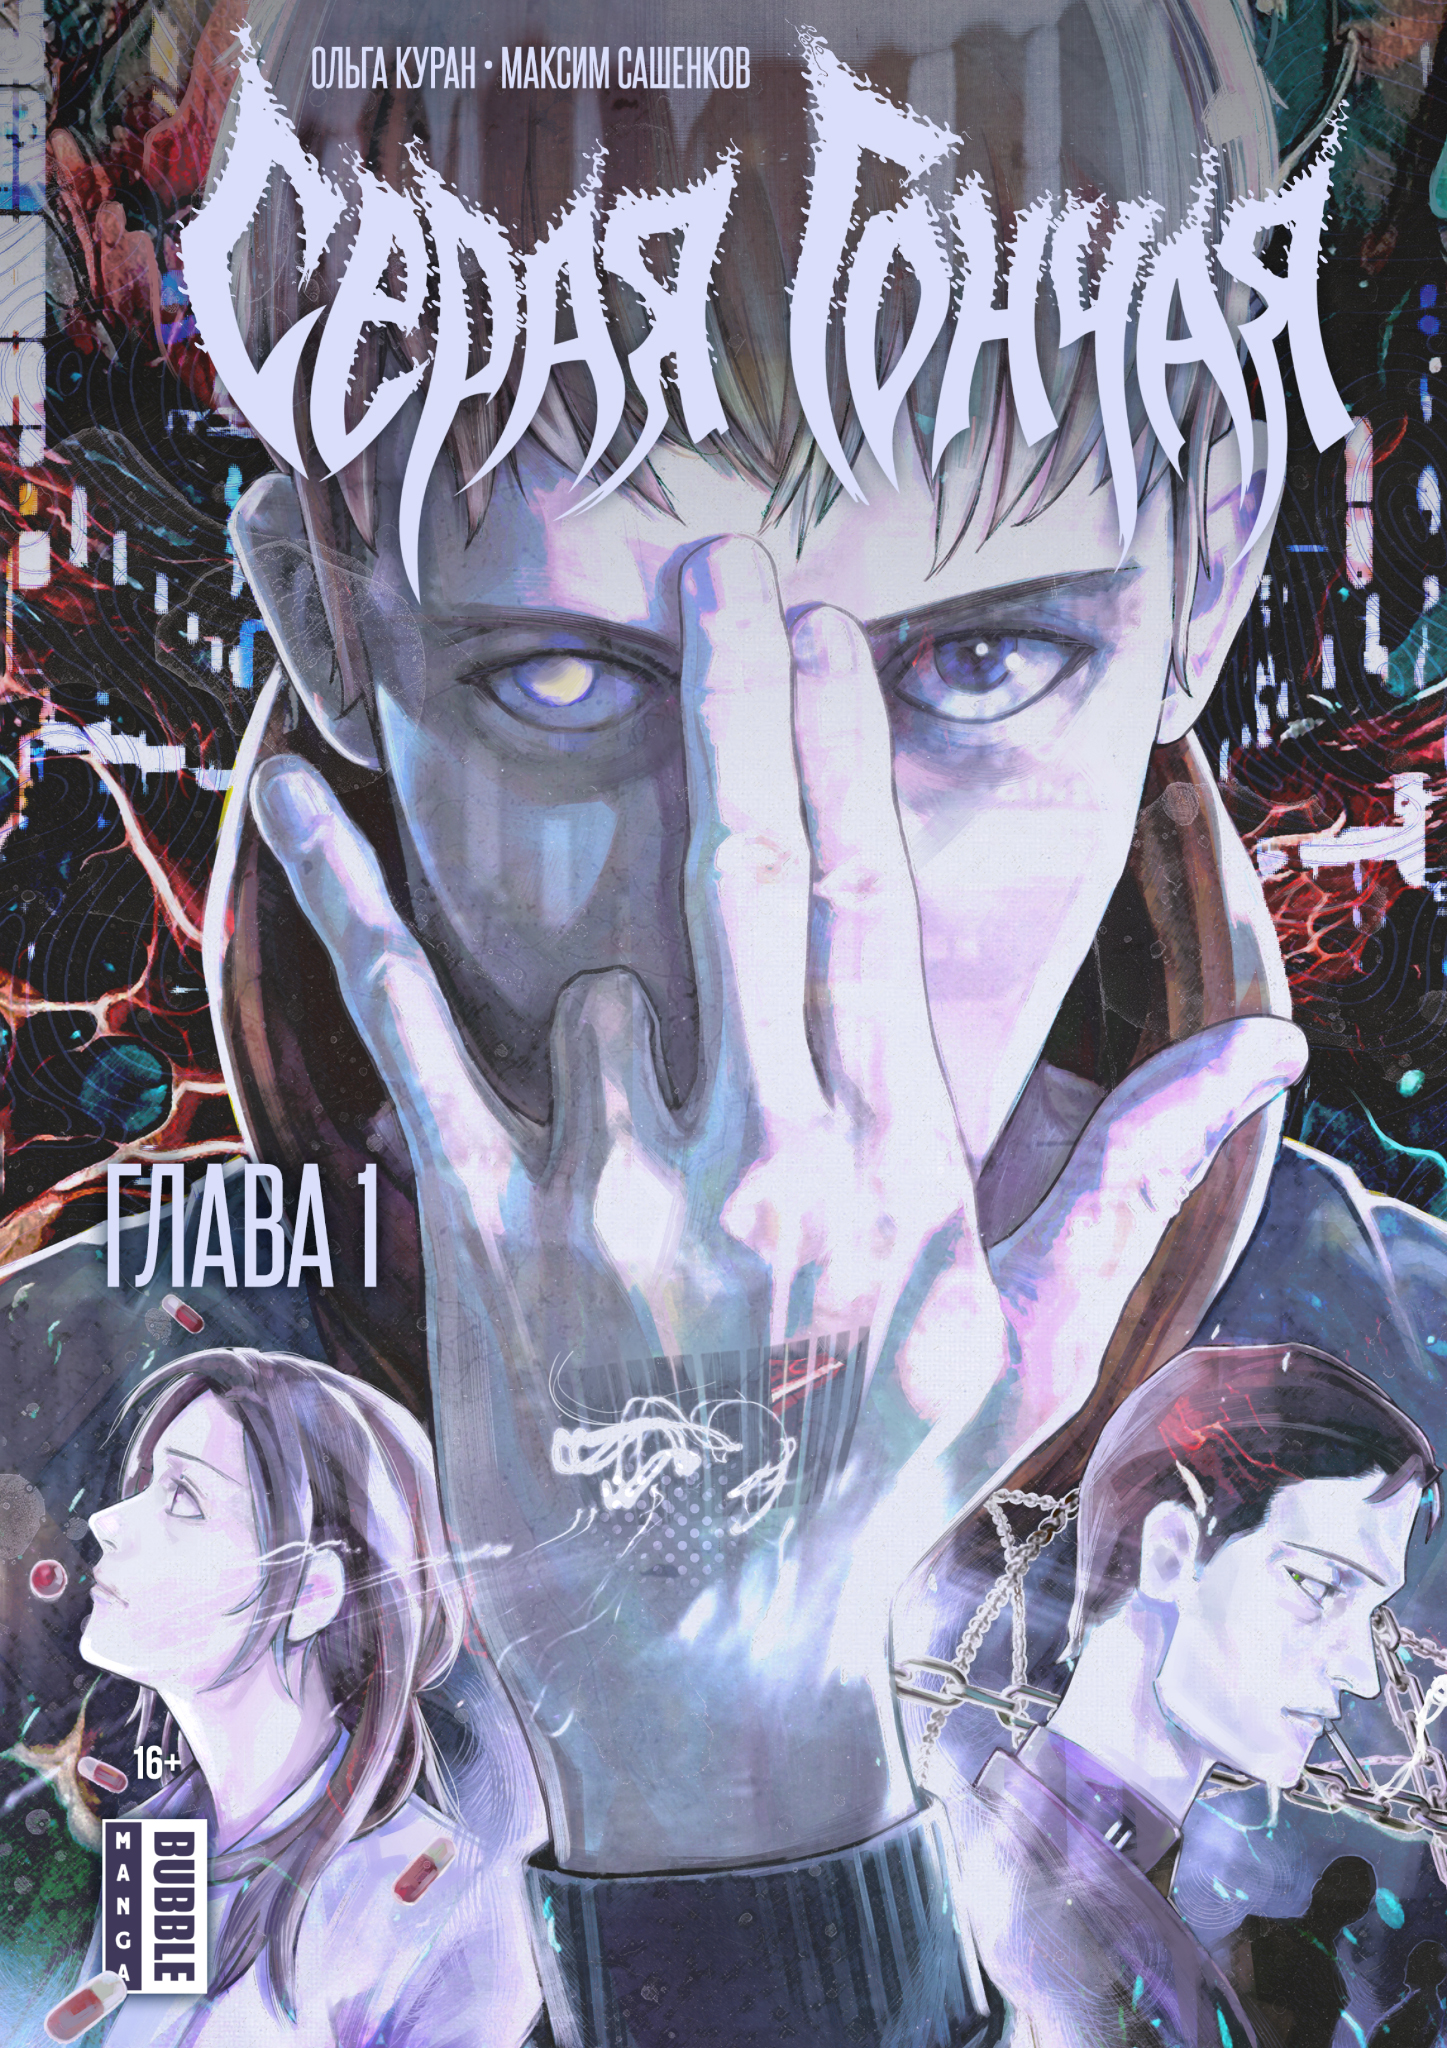 ОЛЬГА КУРАН • МАКСИМ САШЕНКОВ
Серая Гончая
ГЛАВА 1
16+
MANGA
BUBBLE